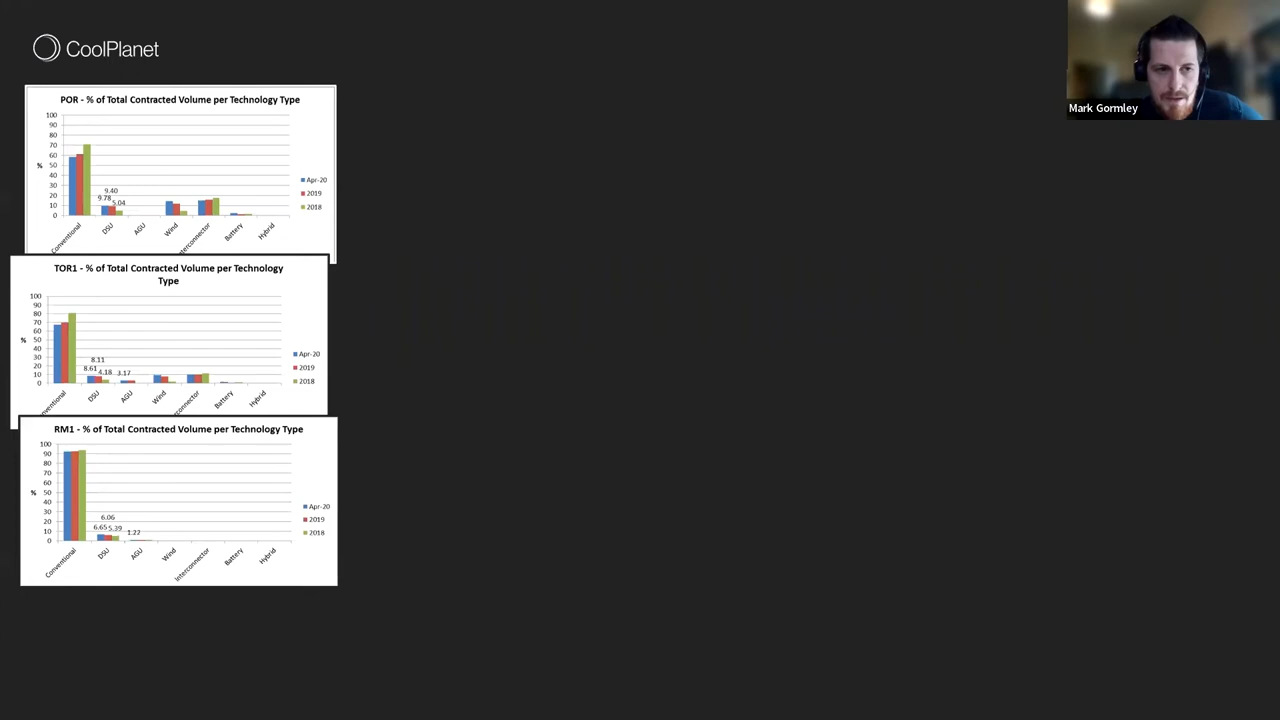 CoolPlanet
Mark Gormley
POR - % of Total Contracted Volume per Technology Type
100
90
80
70
60
50
40
30
20
10
0
%
9.78
9.40
5.04
Conventional
DSU
AGU
Wind
Interconnector
Battery
Hybrid
Apr-20
2019
2018
TOR1 - % of Total Contracted Volume per Technology
Type
100
90
80
70
60
50
40
30
20
10
0
%
8.61
8.11
4.18
3.17
onventional
DSU
AGU
Wind
erconnector
Battery
Hybrid
Apr-20
2019
2018
RM1 - % of Total Contracted Volume per Technology Type
100
90
80
70
60
50
40
30
20
10
0
%
6.65
6.06
5.39
1.22
Conventional
DSU
AGU
Wind
Interconnector
Battery
Hybrid
Apr-20
2019
2018